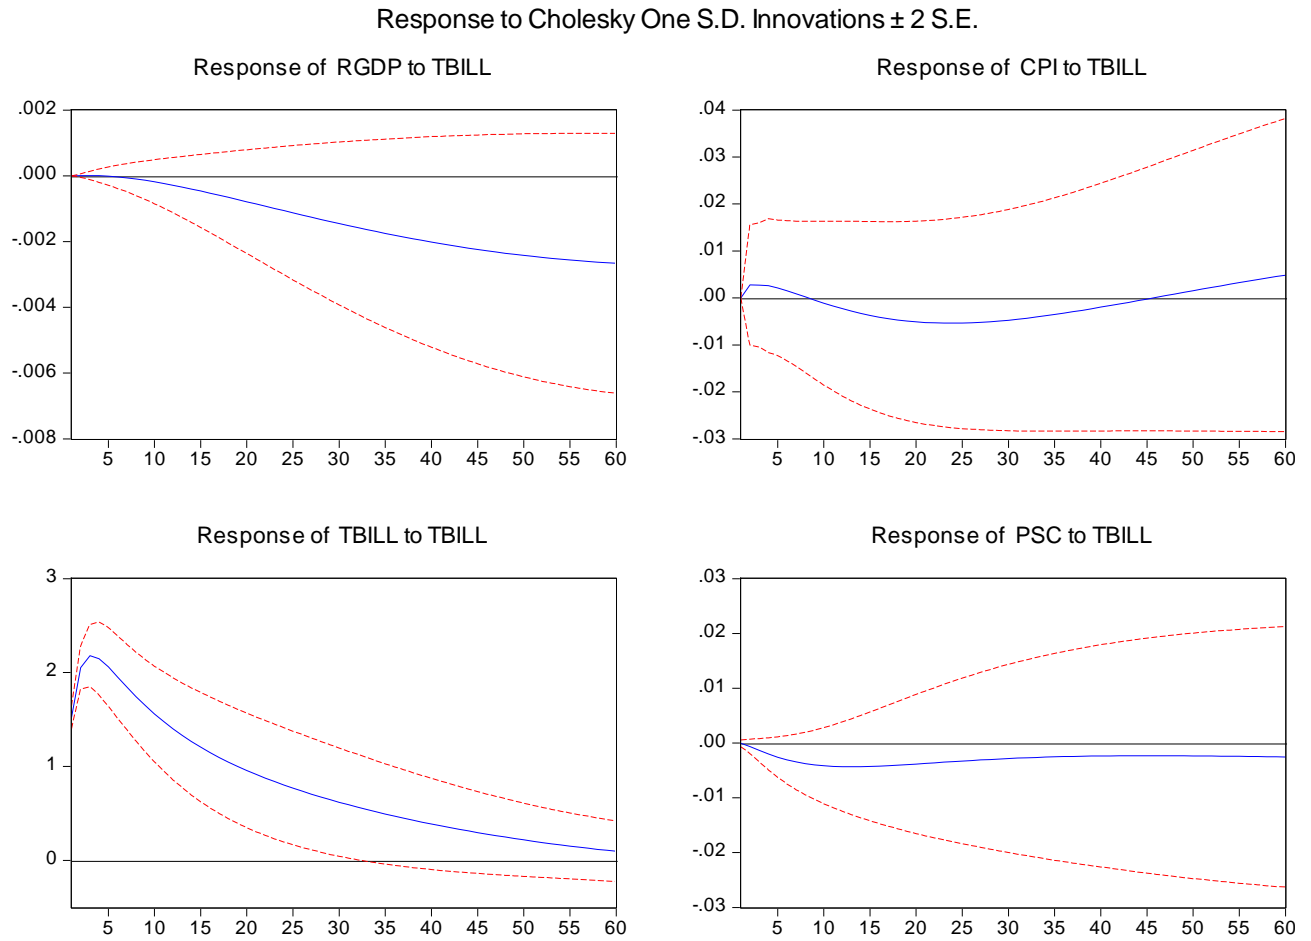 Response to Cholesky One S.D. Innovations ± 2 S.E.
Response of RGDP to TBILL
.002
.000
-.002
-.004
-.006
-.008
5 10 15 20 25 30 35 40 45 50 55 60
Response of CPI to TBILL
.04
.03
.02
.01
.00
-.01
-.02
-.03
5 10 15 20 25 30 35 40 45 50 55 60
Response of TBILL to TBILL
3
2
1
0
5 10 15 20 25 30 35 40 45 50 55 60
Response of PSC to TBILL
.03
.02
.01
.00
-.01
-.02
-.03
5 10 15 20 25 30 35 40 45 50 55 60